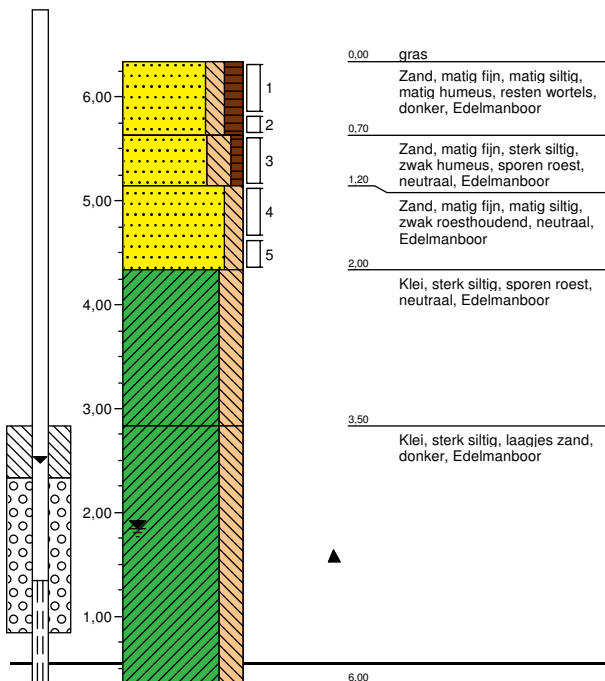 0,00 gras
Zand, matig fijn, matig siltig,
matig humeus, resten wortels,
donker, Edelmanboor
0,70
Zand, matig fijn, sterk siltig,
zwak humeus, sporen roest,
neutraal, Edelmanboor
1,20
Zand, matig fijn, matig siltig,
zwak roesthoudend, neutraal,
Edelmanboor
2,00
Klei, sterk siltig, sporen roest,
neutraal, Edelmanboor
3,50
Klei, sterk siltig, laagjes zand,
donker, Edelmanboor
6,00
6,00
5,00
4,00
3,00
2,00
1,00
1
2
3
4
5